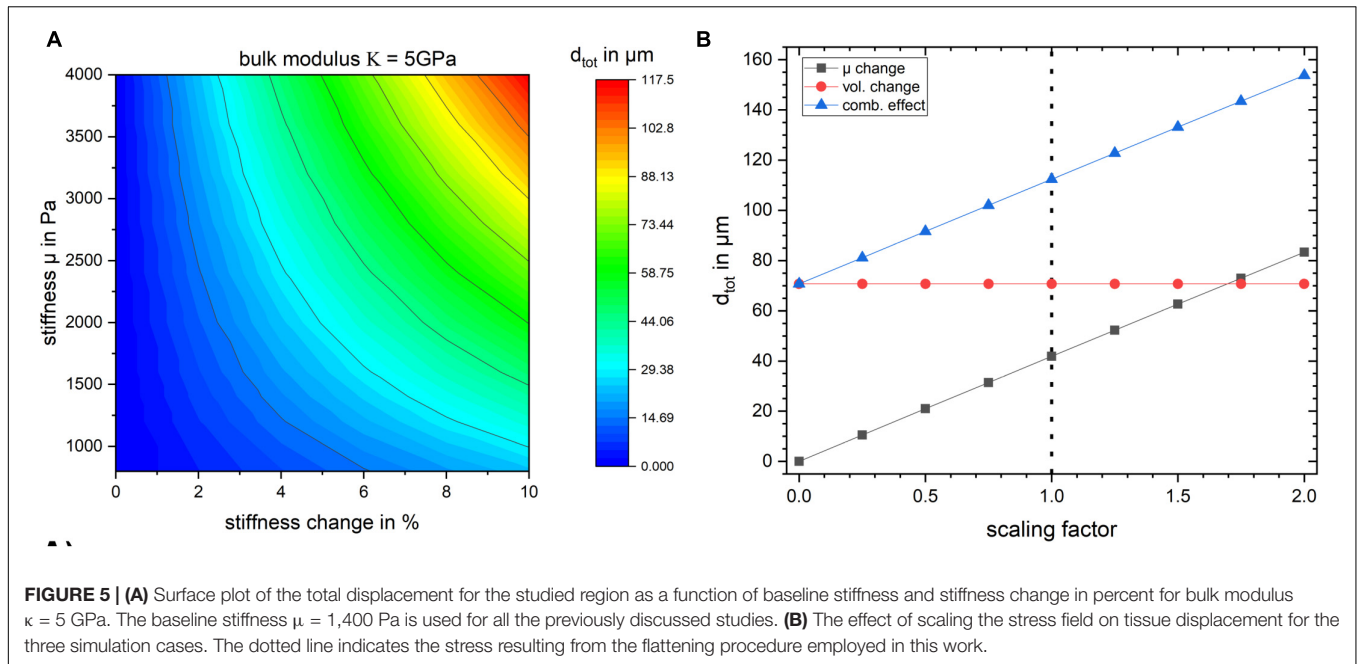 A
bulk modulus K = 5GPa
d_tot in µm
4000
3500
3000
2500
2000
1500
1000
stiffness µ in Pa
0
2
4
6
8
10
stiffness change in %
117.5
102.8
88.13
73.44
58.75
44.06
29.38
14.69
0.000
B
160
140
120
100
80
60
40
20
0
d_tot in µm
µ change
vol. change
comb. effect
0.0
0.5
1.0
1.5
2.0
scaling factor
FIGURE 5 | (A) Surface plot of the total displacement for the studied region as a function of baseline stiffness and stiffness change in percent for bulk modulus
κ = 5 GPa. The baseline stiffness µ = 1,400 Pa is used for all the previously discussed studies. (B) The effect of scaling the stress field on tissue displacement for the
three simulation cases. The dotted line indicates the stress resulting from the flattening procedure employed in this work.